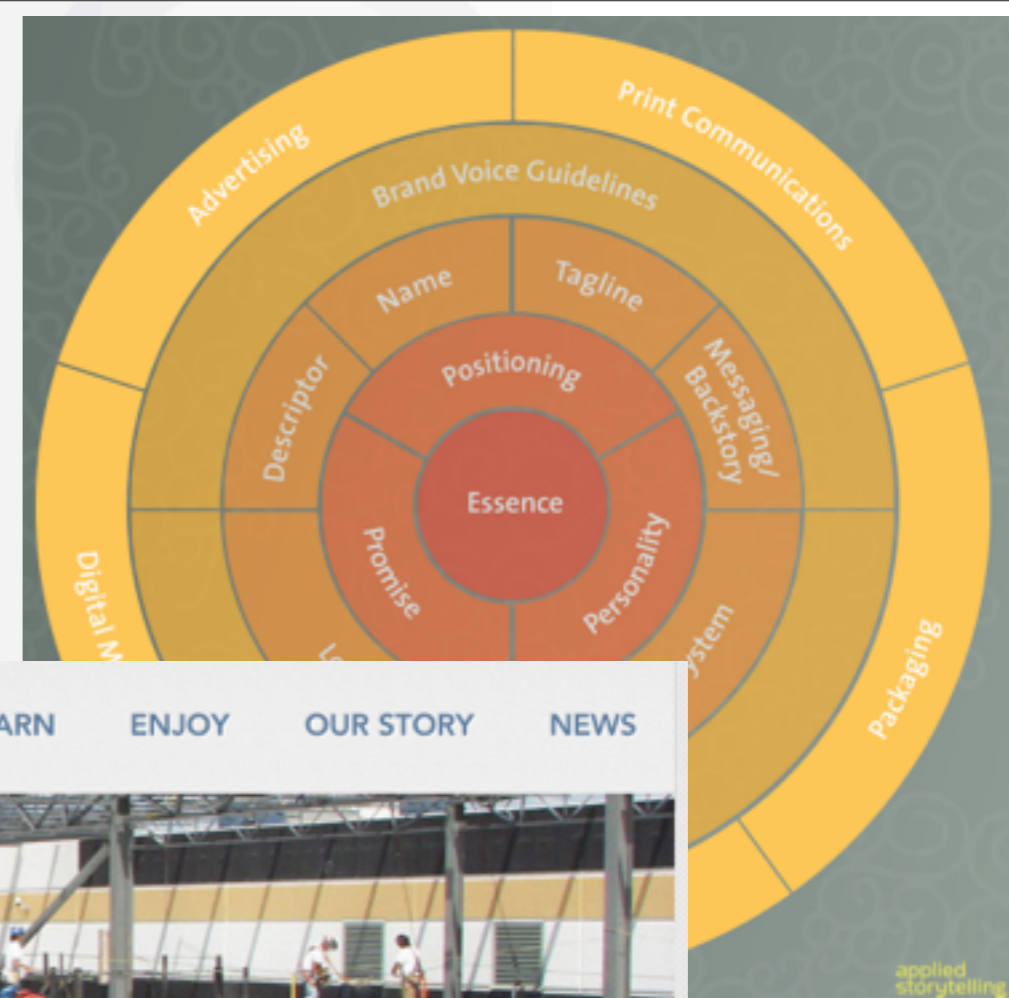 Advertising
Print Communications
Brand Voice Guidelines
Name
Tagline
Descriptor
Positioning
Messaging/
Backstory
Essence
Promise
Personality
Digital M
Lo
ystem
Packaging
ARN ENJOY OUR STORY NEWS
applied
storytelling